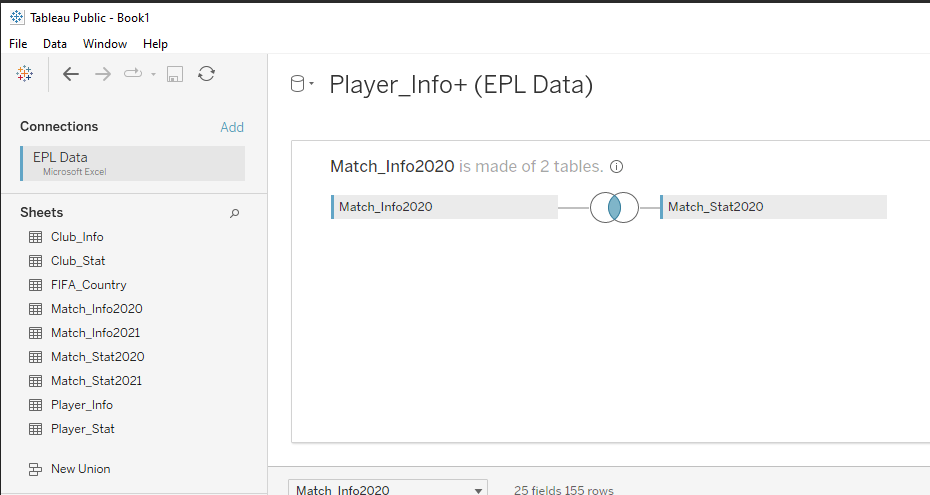 Tableau Public - Book1
File Data Window Help
Player_Info+ (EPL Data)
Connections Add
EPL Data
Microsoft Excel
Match_Info2020 is made of 2 tables.
Match_Info2020 Match_Stat2020
Sheets
Club_Info
Club_Stat
FIFA_Country
Match_Info2020
Match_Info2021
Match_Stat2020
Match_Stat2021
Player_Info
Player_Stat
New Union
Match_Info2020 25 fields 155 rows